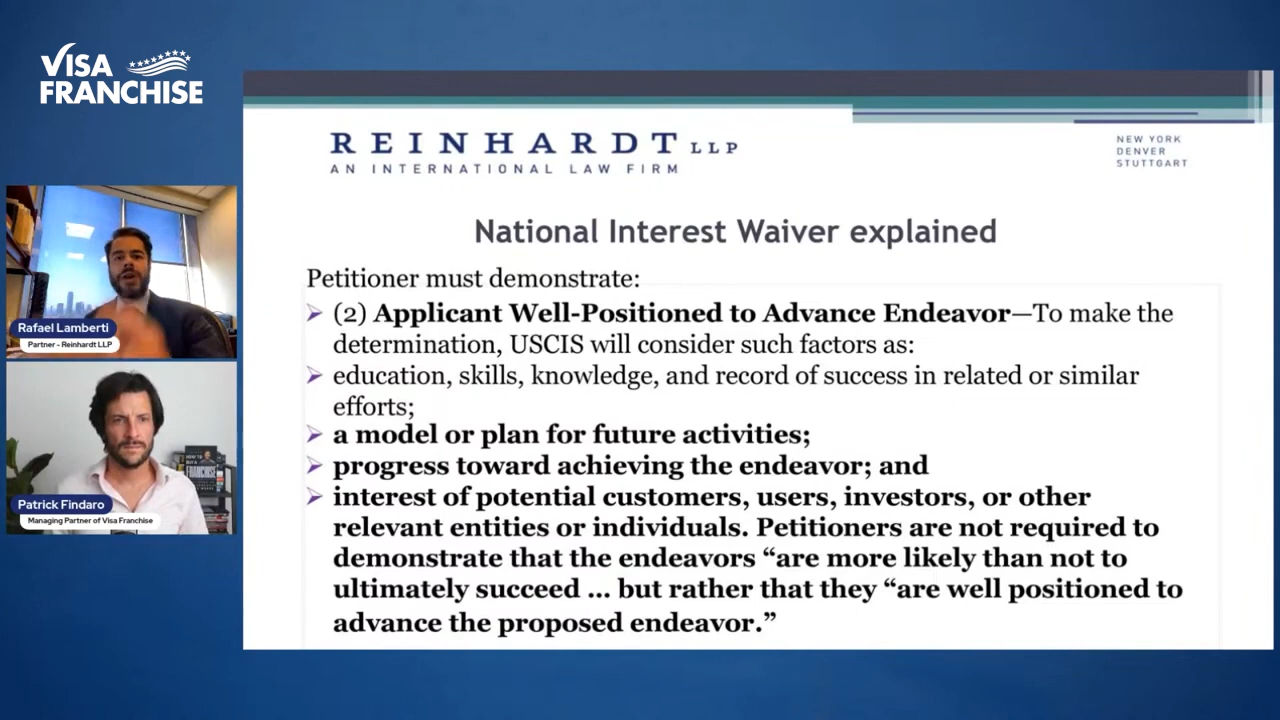 VISA
FRANCHISE
REINHARDT LLP
AN INTERNATIONAL LAW FIRM
NEW YORK
DENVER
STUTTGART
National Interest Waiver explained
Petitioner must demonstrate:
➢ (2) Applicant Well-Positioned to Advance Endeavor—To make the
determination, USCIS will consider such factors as:
➢ education, skills, knowledge, and record of success in related or similar
efforts;
➢ a model or plan for future activities;
➢ progress toward achieving the endeavor; and
➢ interest of potential customers, users, investors, or other
relevant entities or individuals. Petitioners are not required to
demonstrate that the endeavors “are more likely than not to
ultimately succeed ... but rather that they “are well positioned to
advance the proposed endeavor.”
Rafael Lamberti
Partner - Reinhardt LLP
HOW TO
BUY A
FRANCHISE
Patrick Findaro
Managing Partner of Visa Franchise